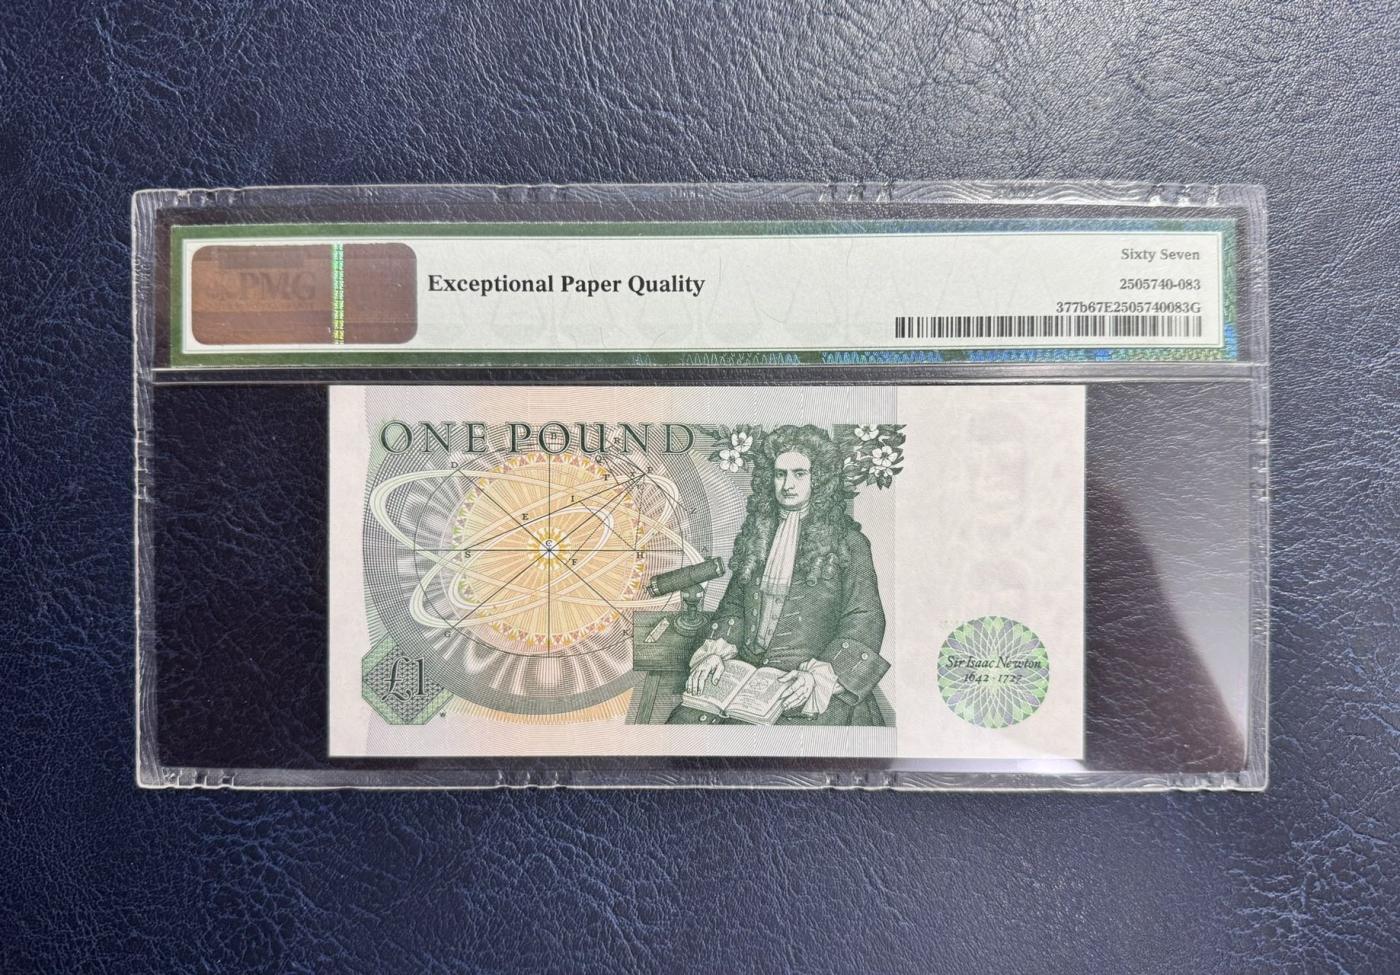 PMG
Exceptional Paper Quality
Sixty Seven
2505740-083
377b67E2505740083G
ONE POUND
D
T
I
Z
E
C
S
H
F
G
K
£1
Sir Isaac Newton
1642 - 1727